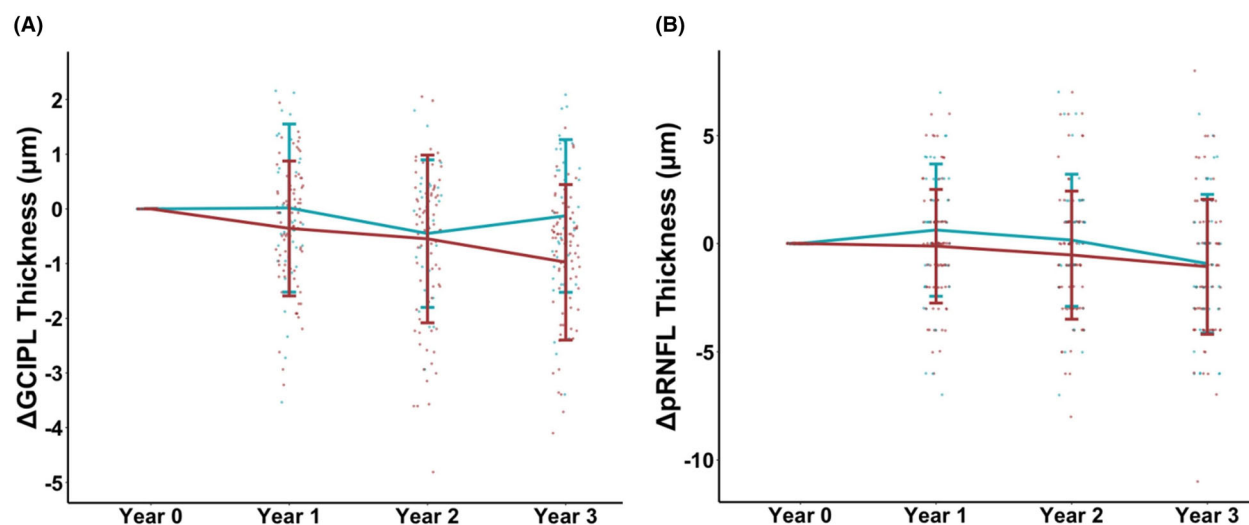 (A)
ΔGCIPL Thickness (μm)
2
1
0
-1
-2
-3
-4
-5
Year 0 Year 1 Year 2 Year 3
(B)
ΔpRNFL Thickness (μm)
5
0
-5
-10
Year 0 Year 1 Year 2 Year 3